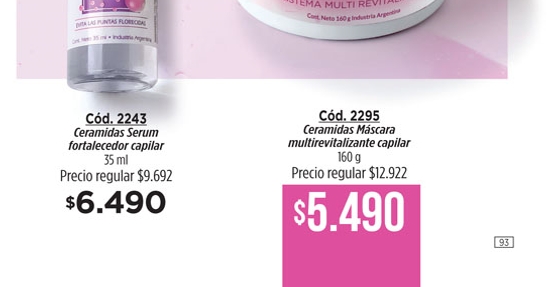 EVITA LAS PUNTAS FLORECIDAS
Cont. Neto 35 ml • Industria Argentina
SISTEMA MULTI REVITAL
Cont. Neto 160 g Industria Argentina
Cód. 2243
Ceramidas Serum
fortalecedor capilar
35 ml
Precio regular $9.692
$6.490
Cód. 2295
Ceramidas Máscara
multirevitalizante capilar
160 g
Precio regular $12.922
$5.490
93